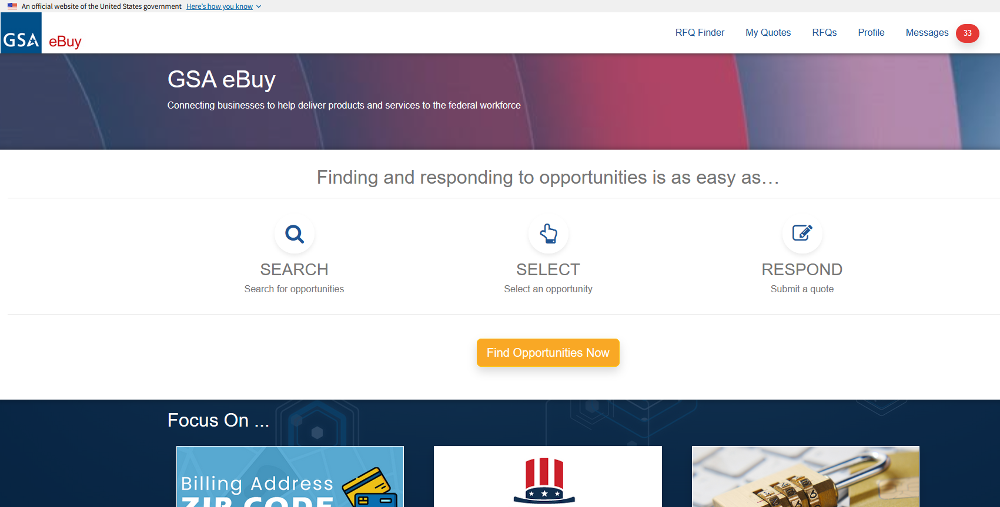 An official website of the United States government Here's how you know
GSA eBuy
RFQ Finder My Quotes RFQs Profile Messages 33
GSA eBuy
Connecting businesses to help deliver products and services to the federal workforce
Finding and responding to opportunities is as easy as…
SEARCH
Search for opportunities
SELECT
Select an opportunity
RESPOND
Submit a quote
Find Opportunities Now
Focus On ...
Billing Address
ZIP CODE